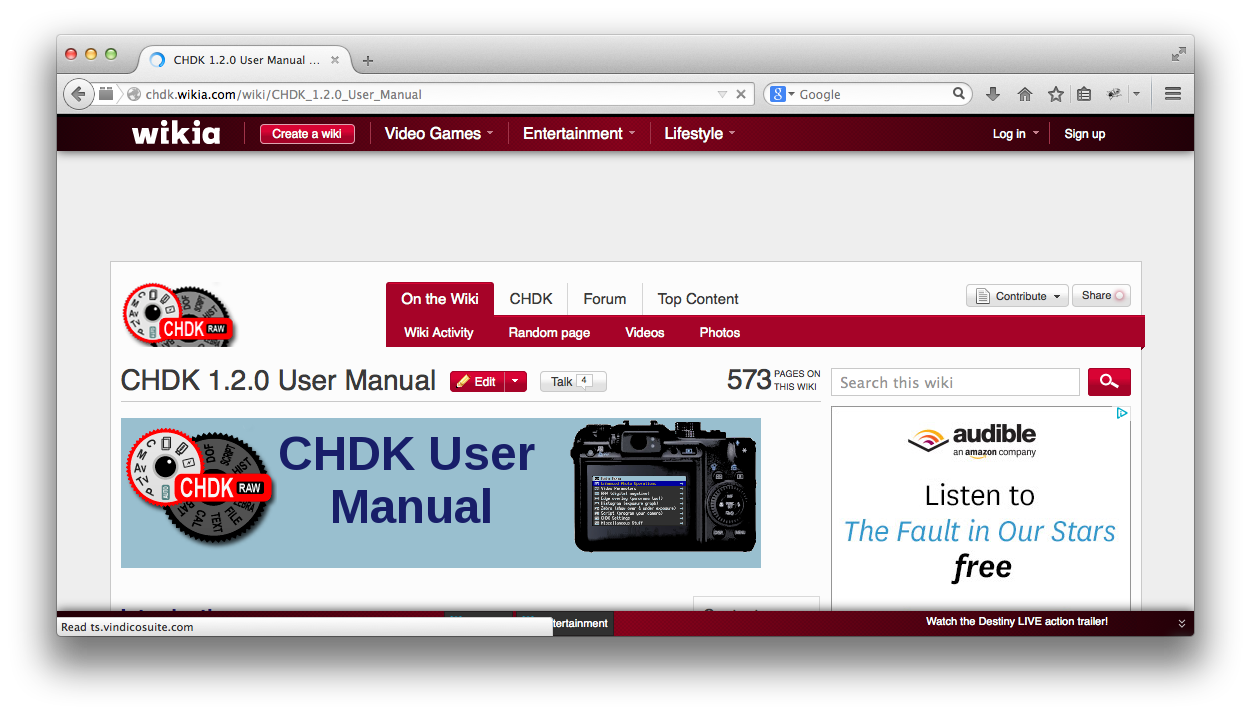 CHDK 1.2.0 User Manual ...
chdk.wikia.com/wiki/CHDK_1.2.0_User_Manual
Google
wikia
Create a wiki
Video Games
Entertainment
Lifestyle
Log in
Sign up
CHDK RAW
On the Wiki
CHDK
Forum
Top Content
Contribute
Share
Wiki Activity
Random page
Videos
Photos
CHDK 1.2.0 User Manual
Edit
Talk 4
573 PAGES ON
THIS WIKI
Search this wiki
CHDK RAW
CHDK User
Manual
audible
an amazon company
Listen to
The Fault in Our Stars
free
Read ts.vindicosuite.com
tertainment
Watch the Destiny LIVE action trailer!